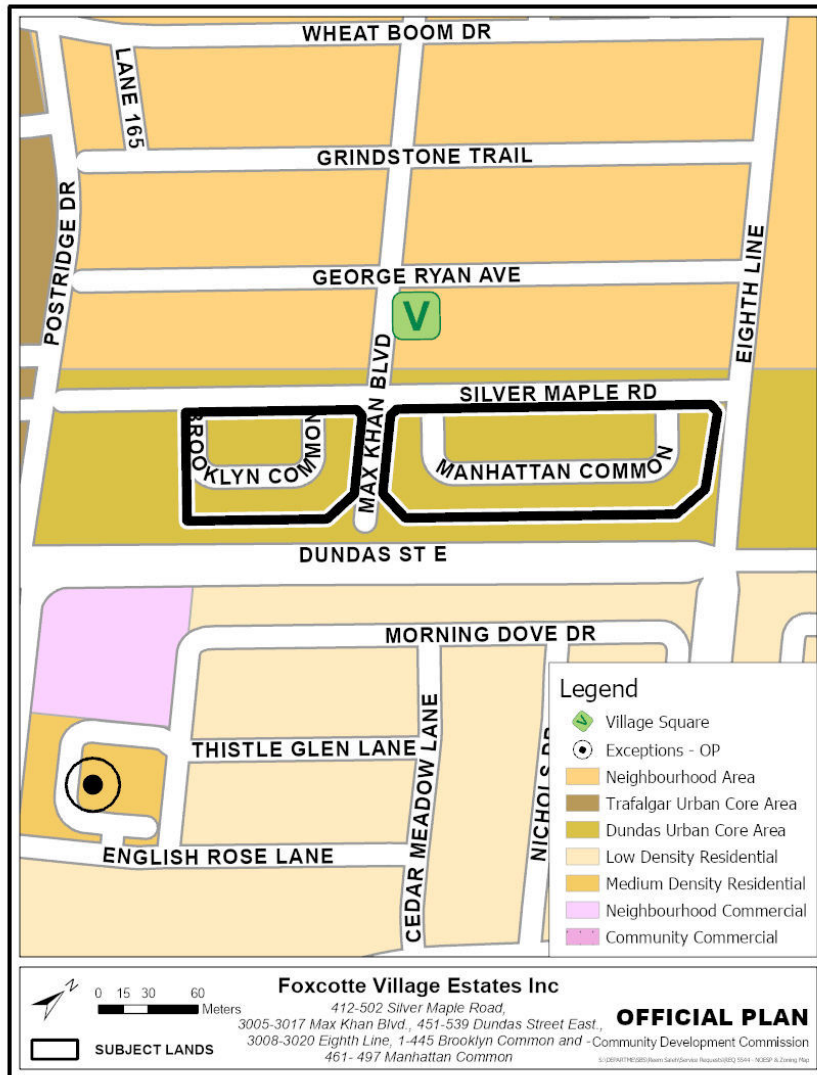 WHEAT BOOM DR
LANE 165
GRINDSTONE TRAIL
POSTRIDGE DR
GEORGE RYAN AVE
EIGHTH LINE
V
MAX KHAN BLVD
SILVER MAPLE RD
BROOKLYN COMMON
MANHATTAN COMMON
DUNDAS ST E
MORNING DOVE DR
THISTLE GLEN LANE
CEDAR MEADOW LANE
NICHOLS DR
ENGLISH ROSE LANE
Legend
V Village Square
Exceptions - OP
Neighbourhood Area
Trafalgar Urban Core Area
Dundas Urban Core Area
Low Density Residential
Medium Density Residential
Neighbourhood Commercial
Community Commercial
N
0 15 30 60
Meters
SUBJECT LANDS
Foxcotte Village Estates Inc
412-502 Silver Maple Road,
3005-3017 Max Khan Blvd., 451-539 Dundas Street East.,
3008-3020 Eighth Line, 1-445 Brooklyn Common and -
461- 497 Manhattan Common
OFFICIAL PLAN
Community Development Commission